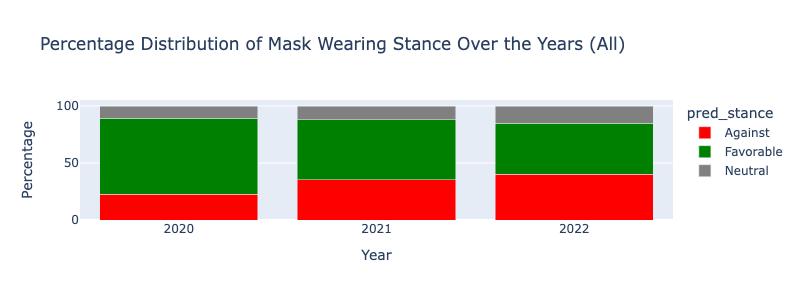 Percentage Distribution of Mask Wearing Stance Over the Years (All)
100
50
0
Percentage
2020
2021
2022
Year
pred_stance
Against
Favorable
Neutral